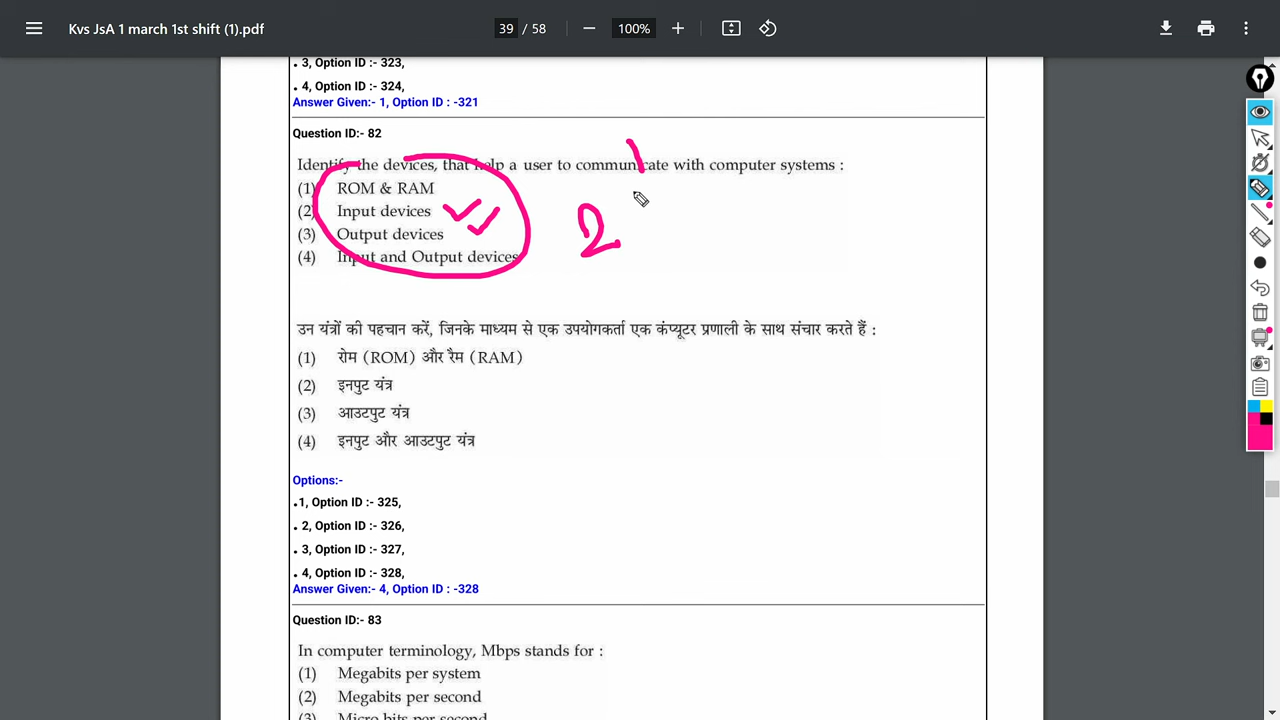 Kvs JsA 1 march 1st shift (1).pdf
39 / 58
100%
. 3, Option ID :- 323,
. 4, Option ID :- 324,
Answer Given:- 1, Option ID : -321
Question ID:- 82
Identify the devices, that help a user to communicate with computer systems :
(1) ROM & RAM
(2) Input devices
(3) Output devices
(4) Input and Output devices
2
उन यंत्रों की पहचान करें, जिनके माध्यम से एक उपयोगकर्ता एक कंप्यूटर प्रणाली के साथ संचार करते हैं :
(1) रोम (ROM) और रैम (RAM)
(2) इनपुट यंत्र
(3) आउटपुट यंत्र
(4) इनपुट और आउटपुट यंत्र
Options:-
.1, Option ID :- 325,
. 2, Option ID :- 326,
. 3, Option ID :- 327,
. 4, Option ID :- 328,
Answer Given:- 4, Option ID : -328
Question ID:- 83
In computer terminology, Mbps stands for :
(1) Megabits per system
(2) Megabits per second
(3) Micro bits per second